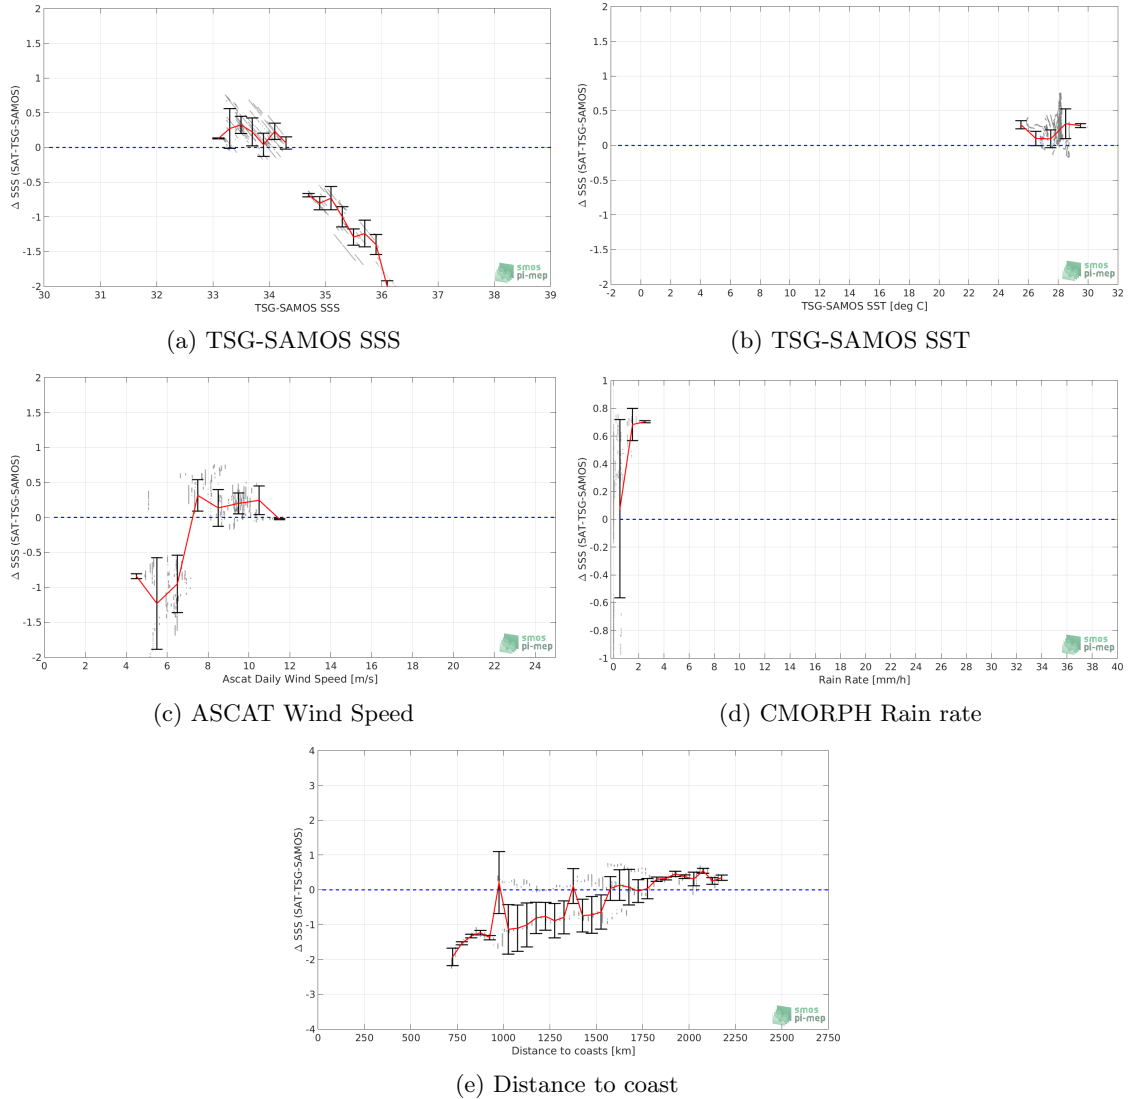 2
1.5
1
0.5
0
-0.5
-1
-1.5
-2
Δ SSS (SAT-TSG-SAMOS)
30 31 32 33 34 35 36 37 38 39
TSG-SAMOS SSS
smos
pi-mep
(a) TSG-SAMOS SSS
2
1.5
1
0.5
0
-0.5
-1
-1.5
-2
Δ SSS (SAT-TSG-SAMOS)
-2 0 2 4 6 8 10 12 14 16 18 20 22 24 26 28 30 32
TSG-SAMOS SST [deg C]
smos
pi-mep
(b) TSG-SAMOS SST
2
1.5
1
0.5
0
-0.5
-1
-1.5
-2
Δ SSS (SAT-TSG-SAMOS)
0 2 4 6 8 10 12 14 16 18 20 22 24
Ascat Daily Wind Speed [m/s]
smos
pi-mep
(c) ASCAT Wind Speed
1
0.8
0.6
0.4
0.2
0
-0.2
-0.4
-0.6
-0.8
-1
Δ SSS (SAT-TSG-SAMOS)
0 2 4 6 8 10 12 14 16 18 20 22 24 26 28 30 32 34 36 38 40
Rain Rate [mm/h]
smos
pi-mep
(d) CMORPH Rain rate
4
3
2
1
0
-1
-2
-3
-4
Δ SSS (SAT-TSG-SAMOS)
0 250 500 750 1000 1250 1500 1750 2000 2250 2500 2750
Distance to coasts [km]
smos
pi-mep
(e) Distance to coast